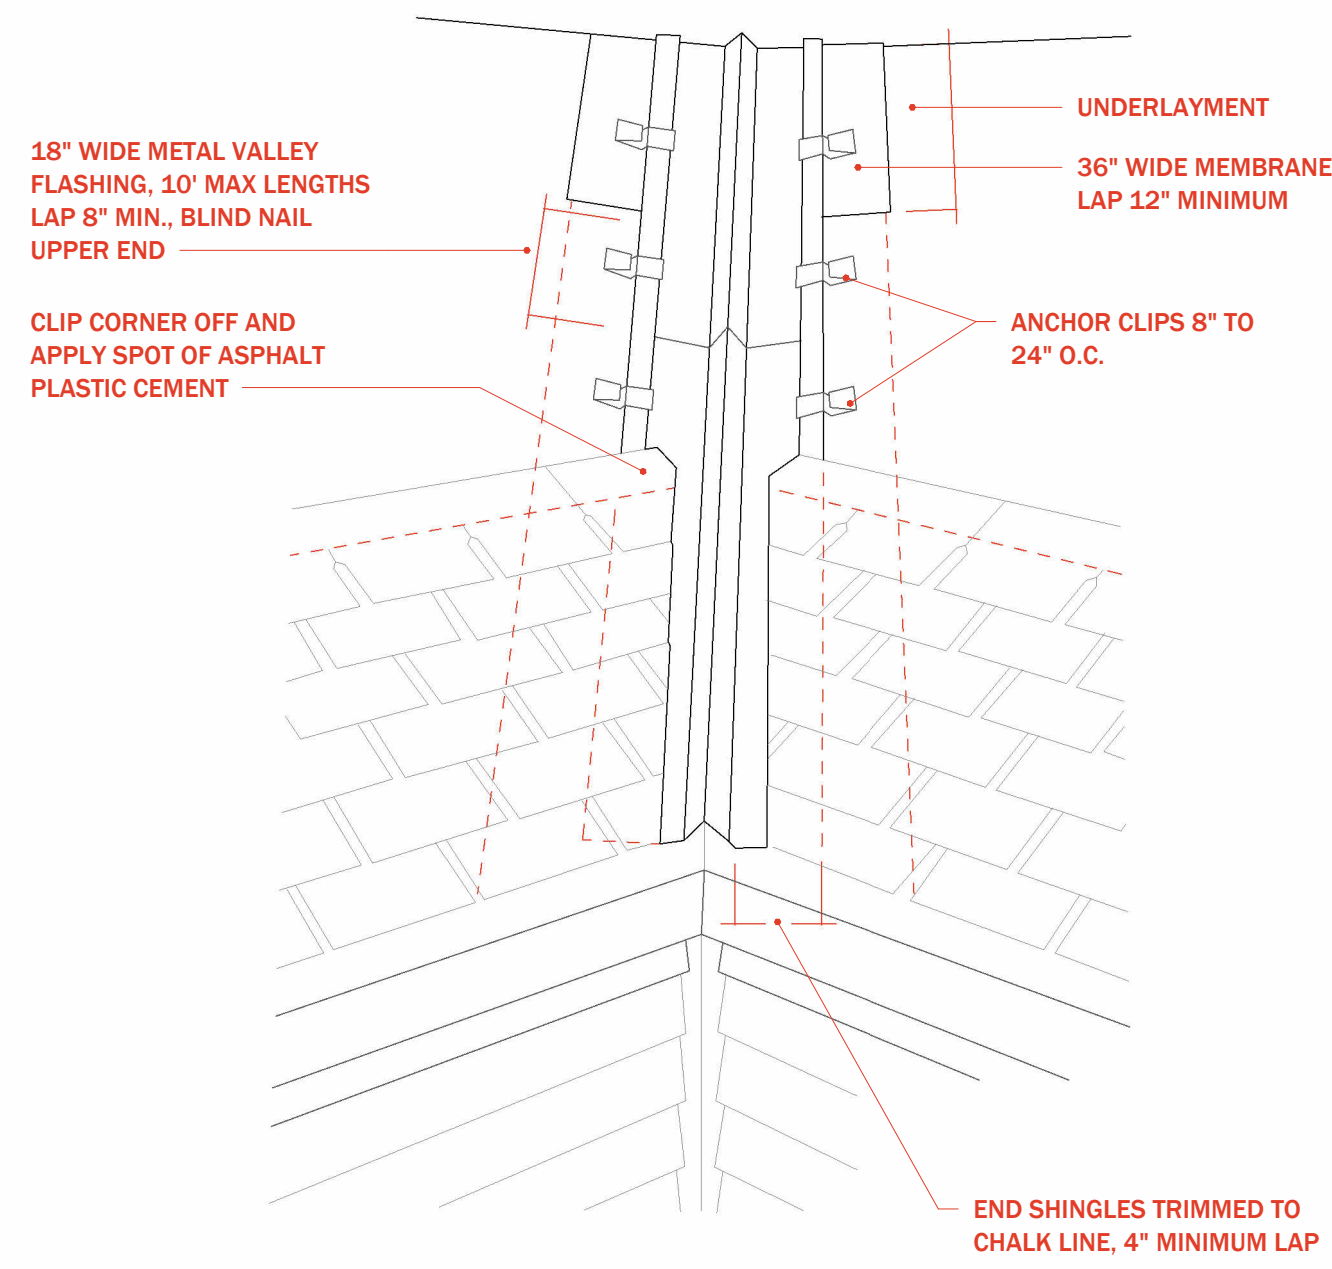 18" WIDE METAL VALLEY
FLASHING, 10' MAX LENGTHS
LAP 8" MIN., BLIND NAIL
UPPER END
CLIP CORNER OFF AND
APPLY SPOT OF ASPHALT
PLASTIC CEMENT
UNDERLAYMENT
36" WIDE MEMBRANE
LAP 12" MINIMUM
ANCHOR CLIPS 8" TO
24" O.C.
END SHINGLES TRIMMED TO
CHALK LINE, 4" MINIMUM LAP